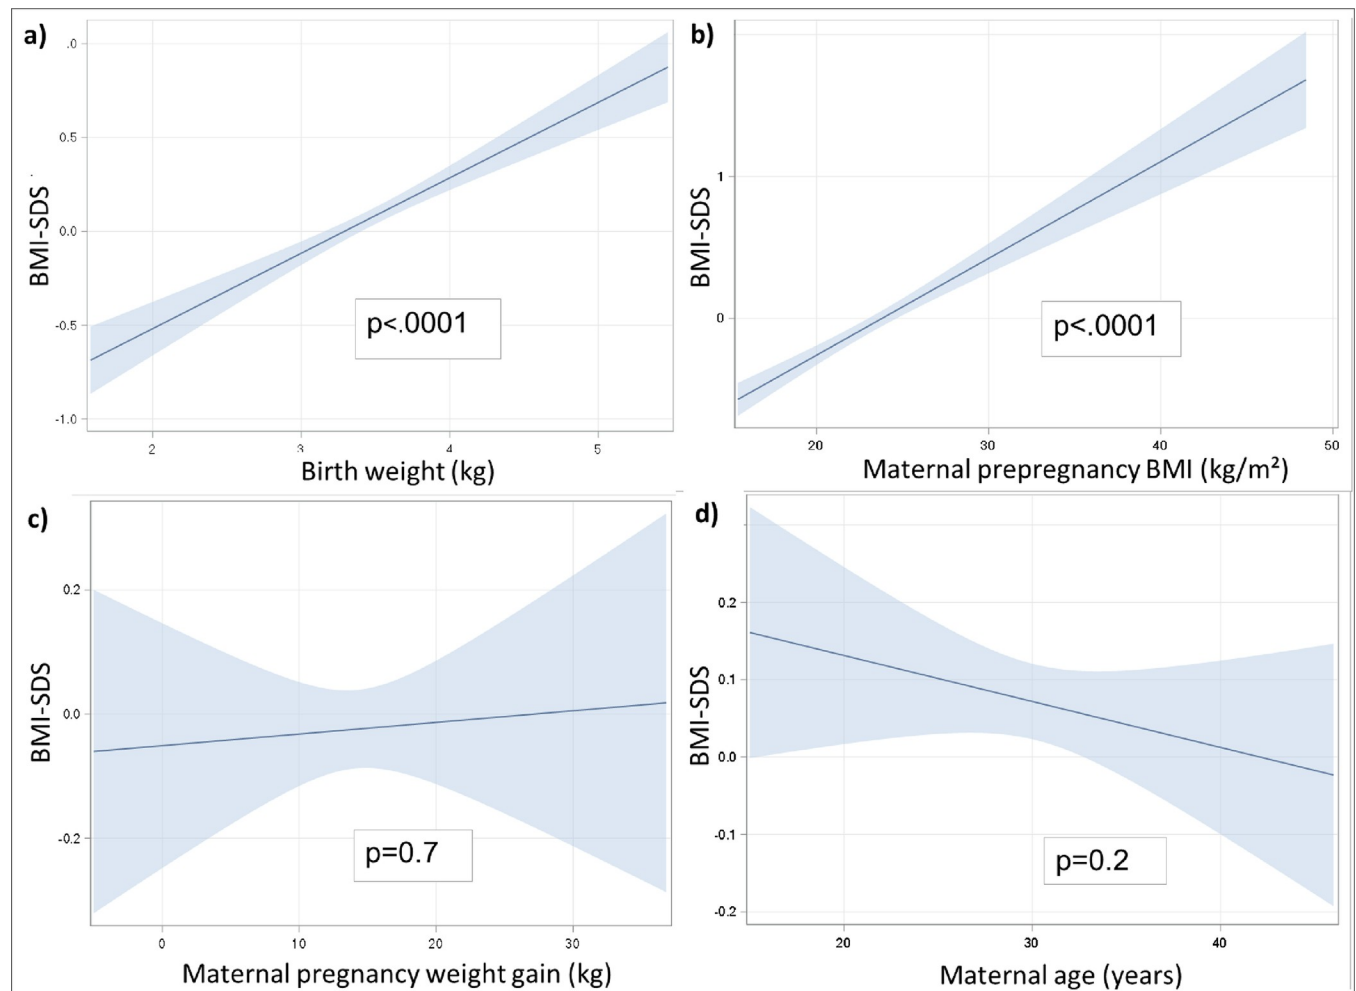 a)
.0
0.5
0.0
-0.5
-1.0
BMI-SDS
p<.0001
2
3
4
5
Birth weight (kg)
b)
1
0
BMI-SDS
p<.0001
20
30
40
50
Maternal prepregnancy BMI (kg/m²)
c)
0.2
0.0
-0.2
BMI-SDS
p=0.7
0
10
20
30
Maternal pregnancy weight gain (kg)
d)
0.2
0.1
0.0
-0.1
-0.2
BMI-SDS
p=0.2
20
30
40
Maternal age (years)